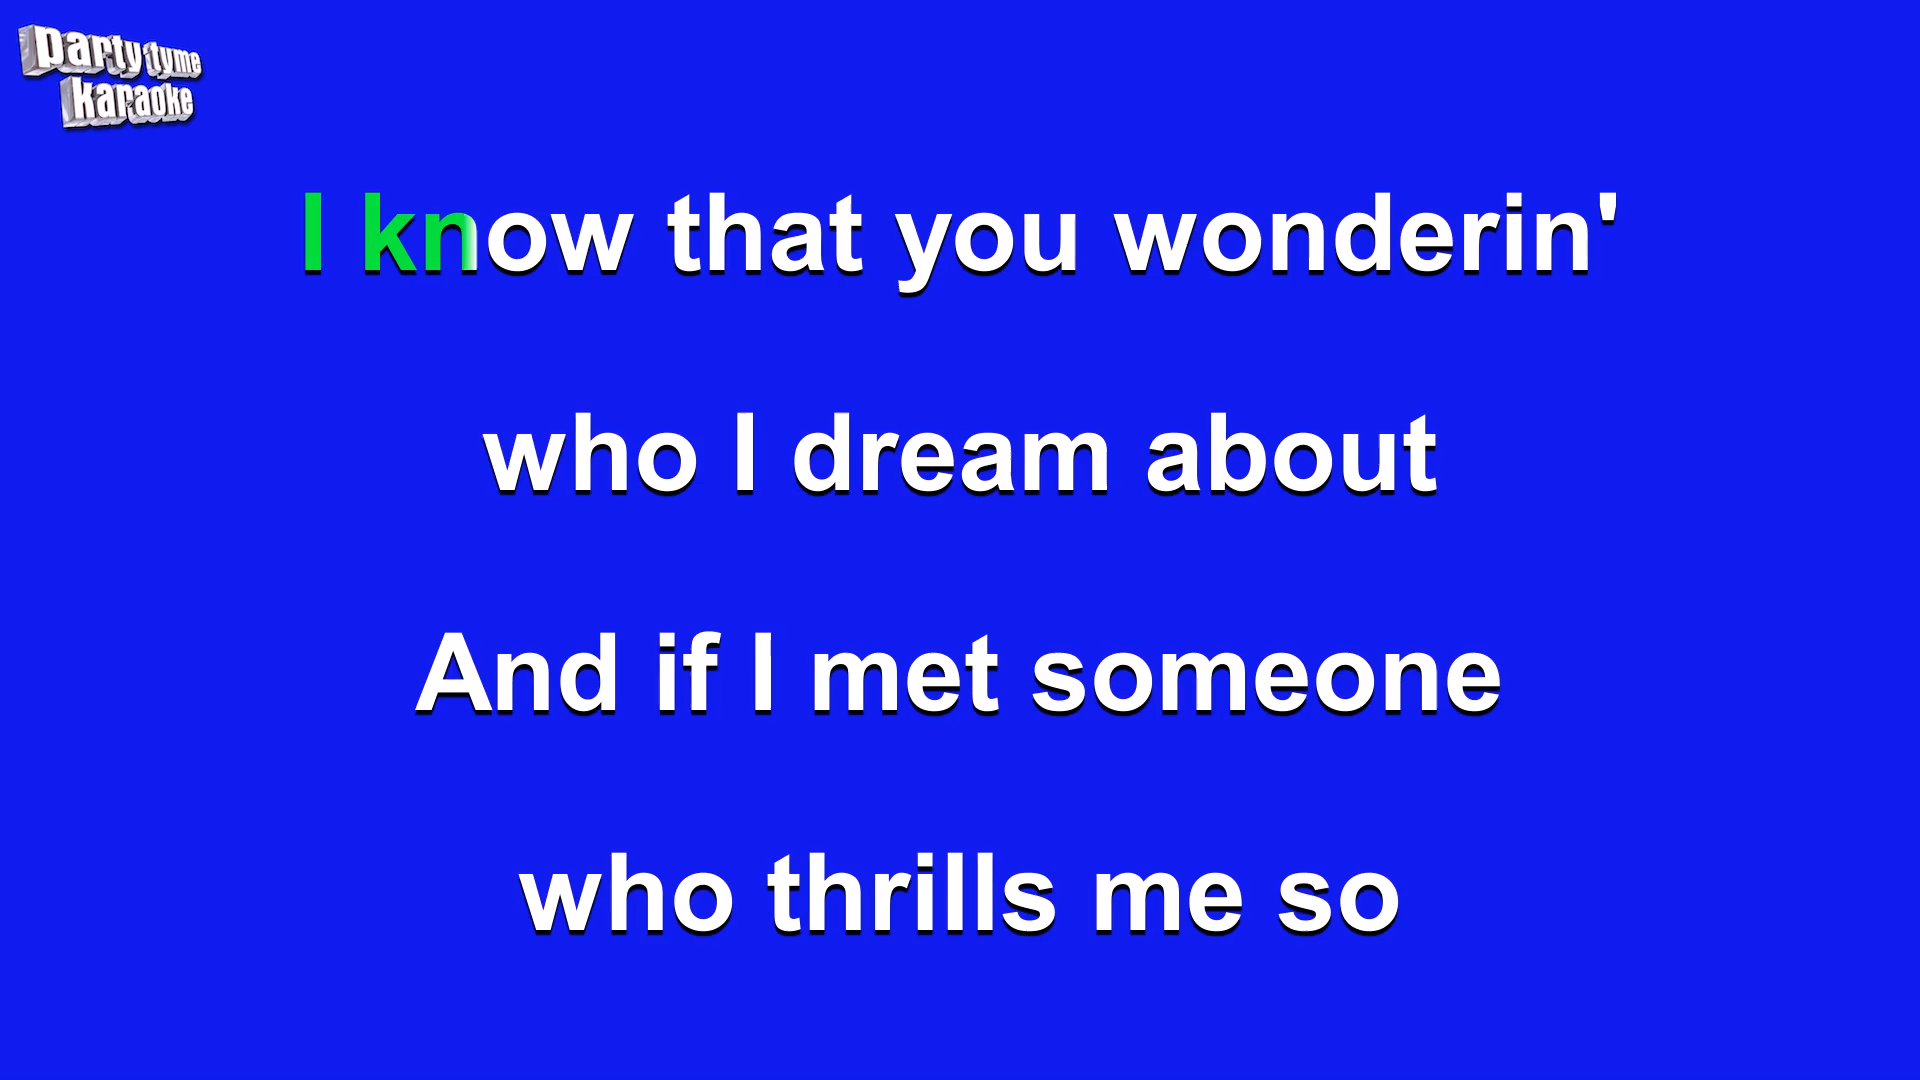 party tyme
karaoke
I know that you wonderin'
who I dream about
And if I met someone
who thrills me so